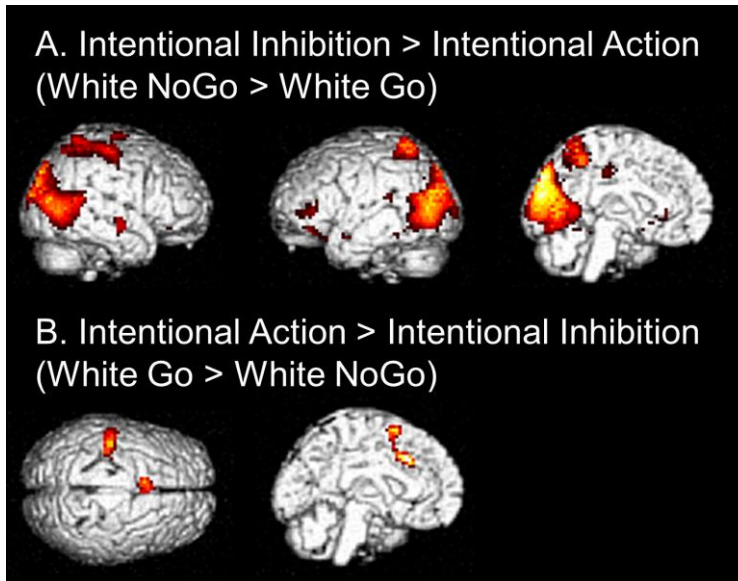 A. Intentional Inhibition > Intentional Action
(White NoGo > White Go)
B. Intentional Action > Intentional Inhibition
(White Go > White NoGo)